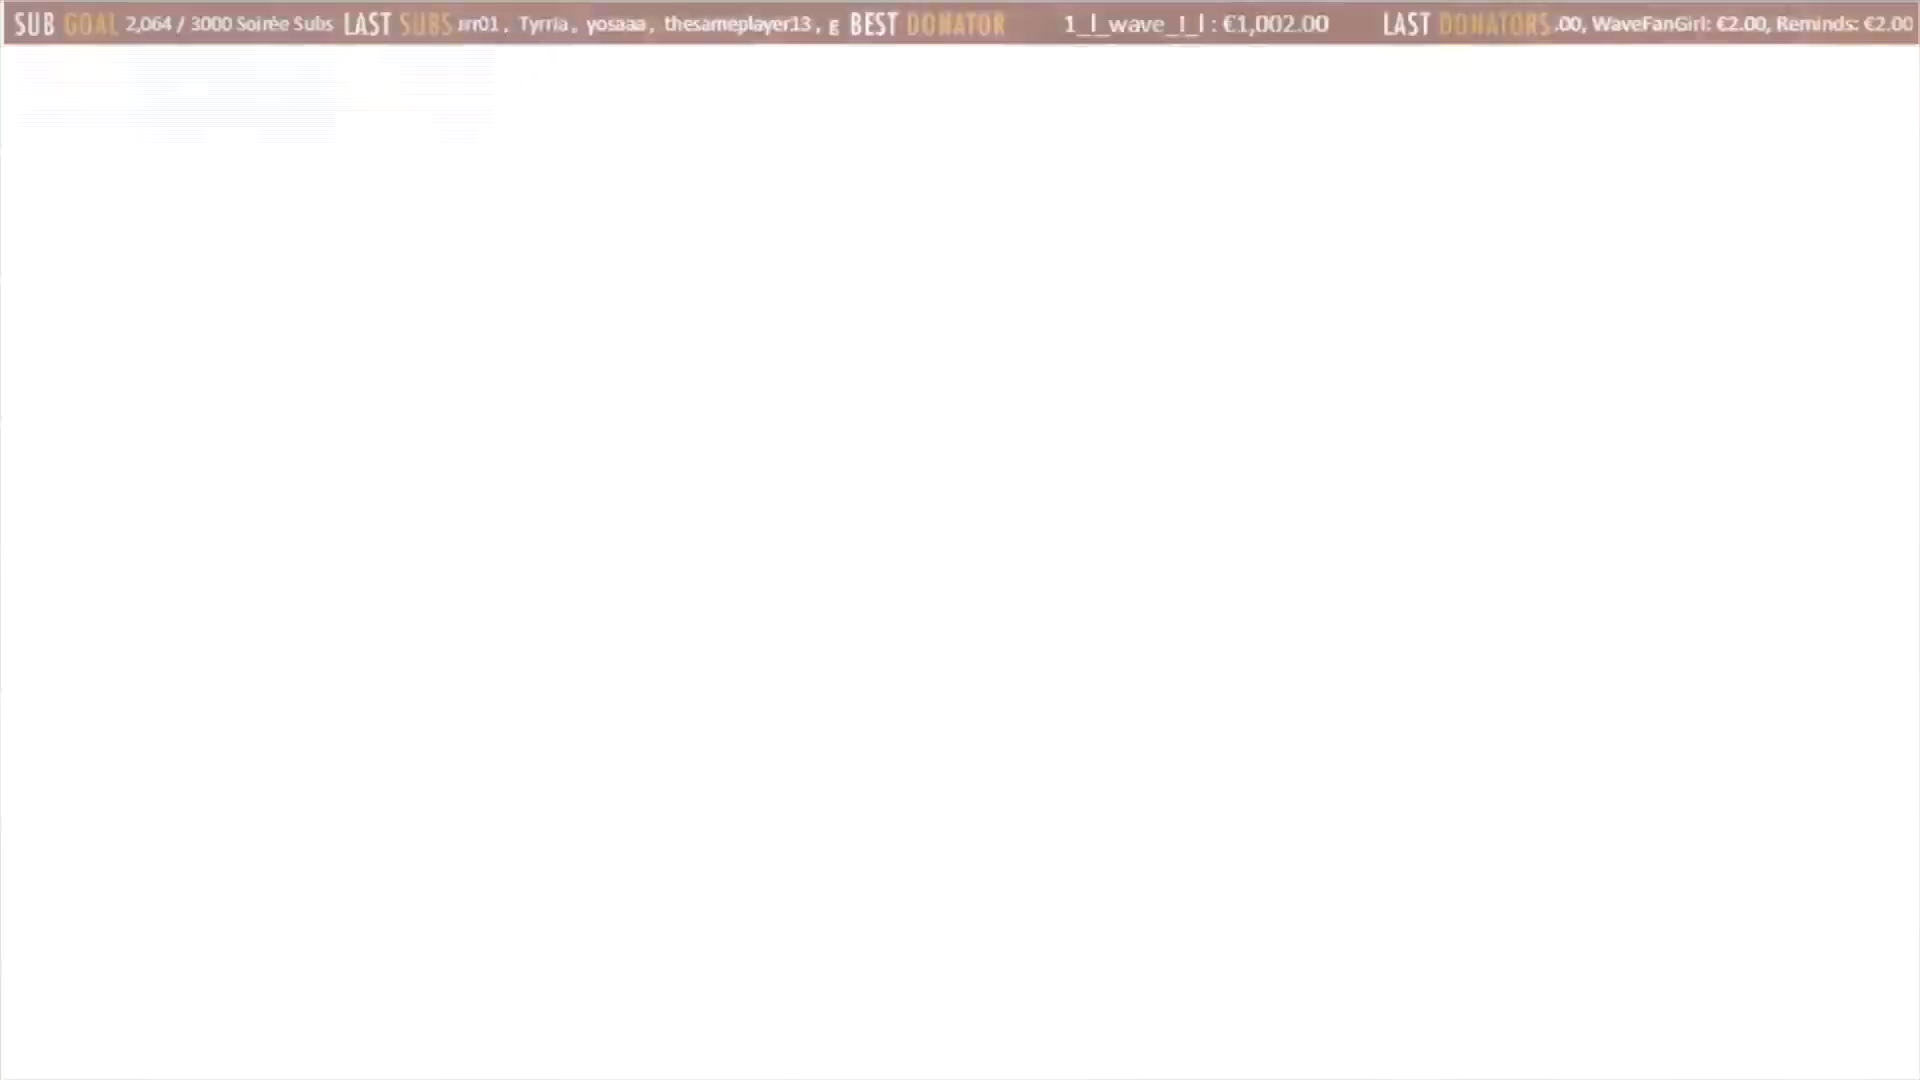 SUB GOAL 2,064 / 3000 Soirée Subs LAST SUBS rr01, Tyrria, yosaaa, thesameplayer13, g BEST DONATOR 1_I_wave_I_I : €1,002.00 LAST DONATORS .00, WaveFanGirl: €2.00, Reminds: €2.00